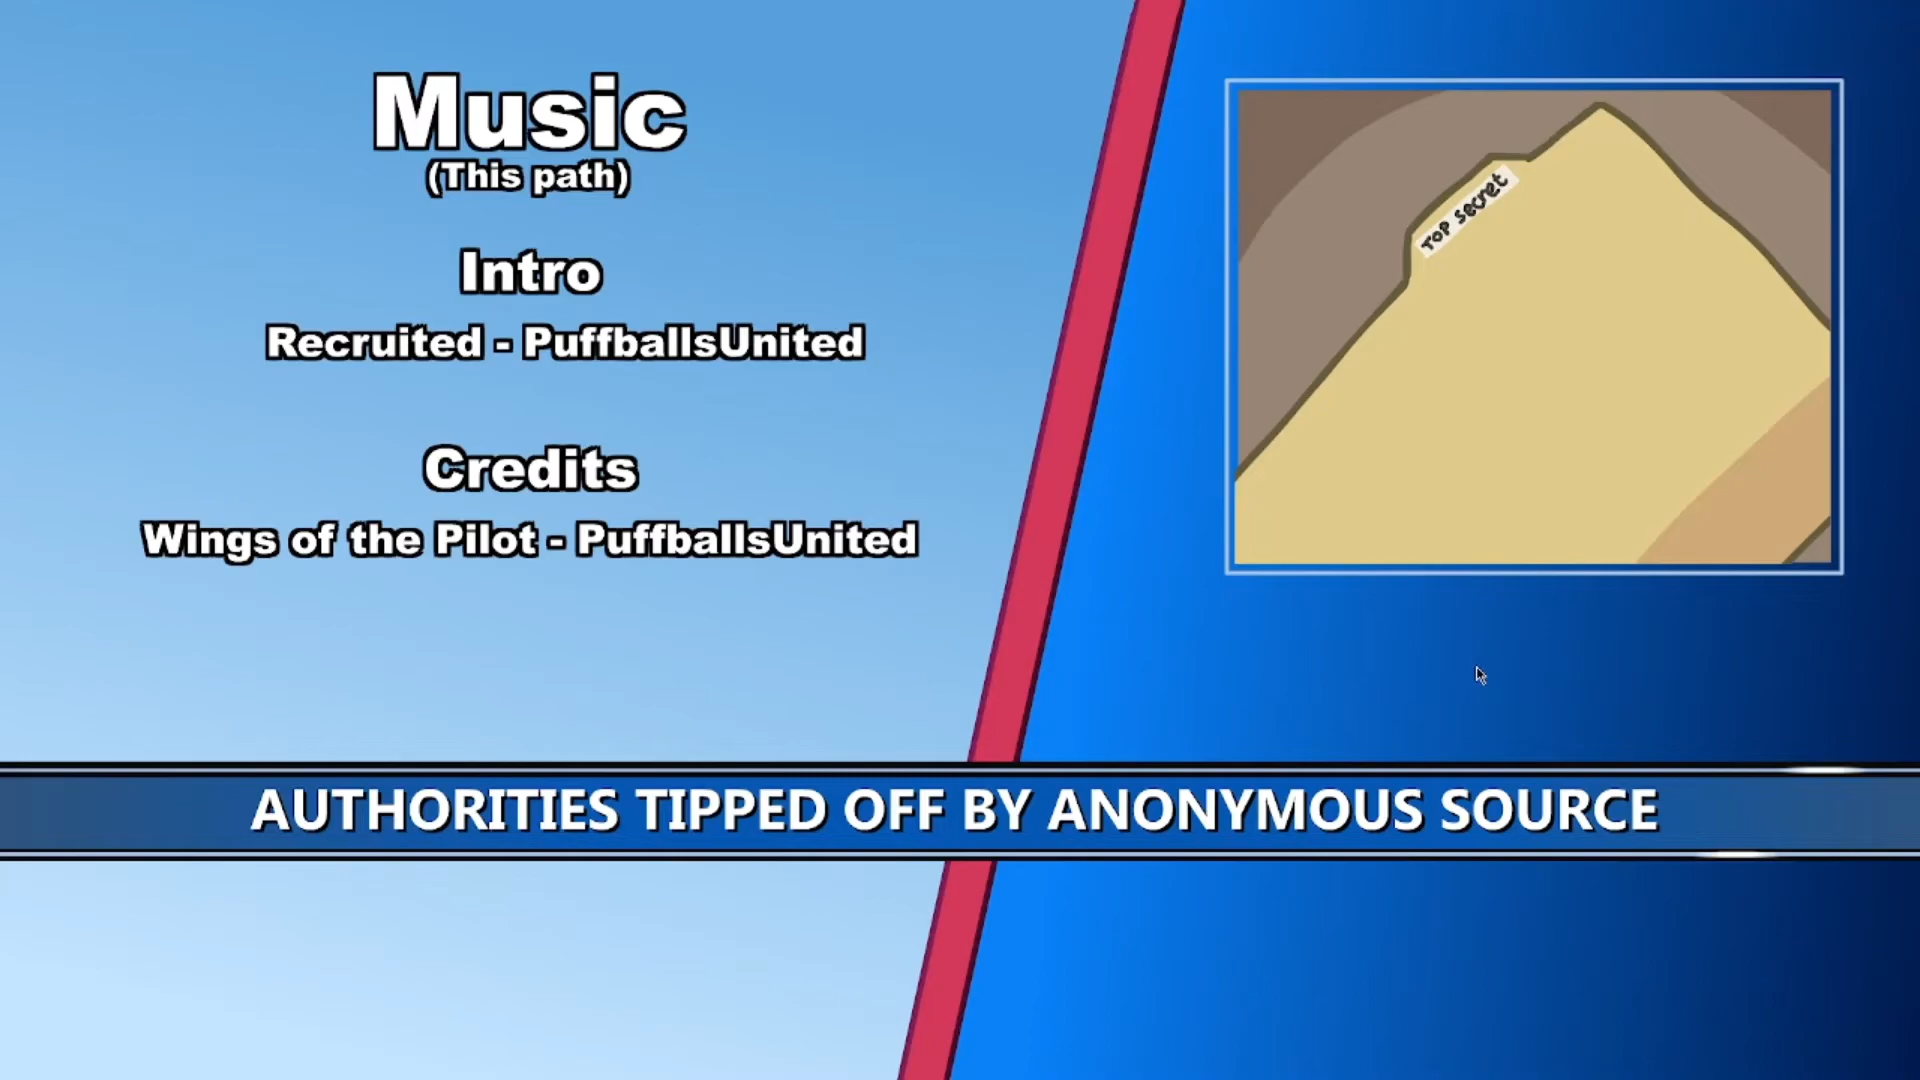 Music
(This path)
Intro
Recruited - PuffballsUnited
Credits
Wings of the Pilot - PuffballsUnited
TOP Secret
AUTHORITIES TIPPED OFF BY ANONYMOUS SOURCE